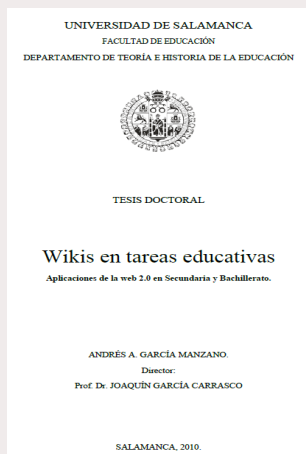 UNIVERSIDAD DE SALAMANCA
FACULTAD DE EDUCACIÓN
DEPARTAMENTO DE TEORÍA E HISTORIA DE LA EDUCACIÓN
TESIS DOCTORAL
Wikis en tareas educativas
Aplicaciones de la web 2.0 en Secundaria y Bachillerato.
ANDRÉS A. GARCÍA MANZANO.
Director:
Prof. Dr. JOAQUÍN GARCÍA CARRASCO
SALAMANCA, 2010.